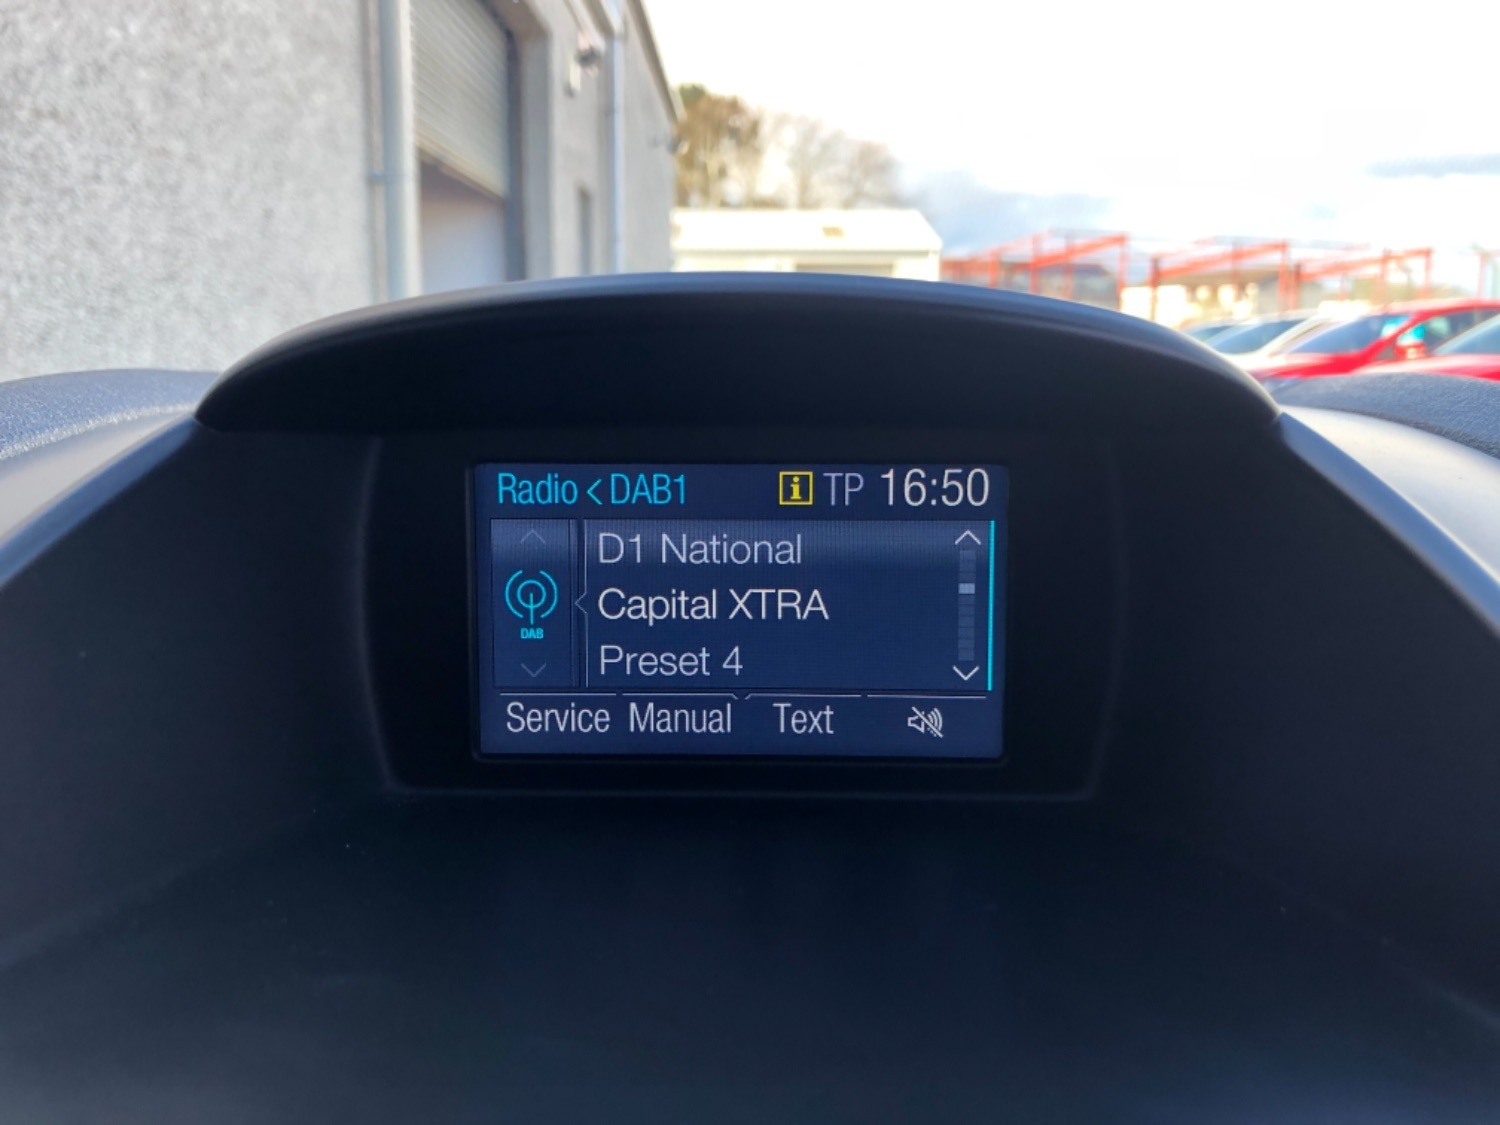 Radio < DAB1 i TP 16:50
D1 National
Capital XTRA
DAB
Preset 4
Service Manual Text